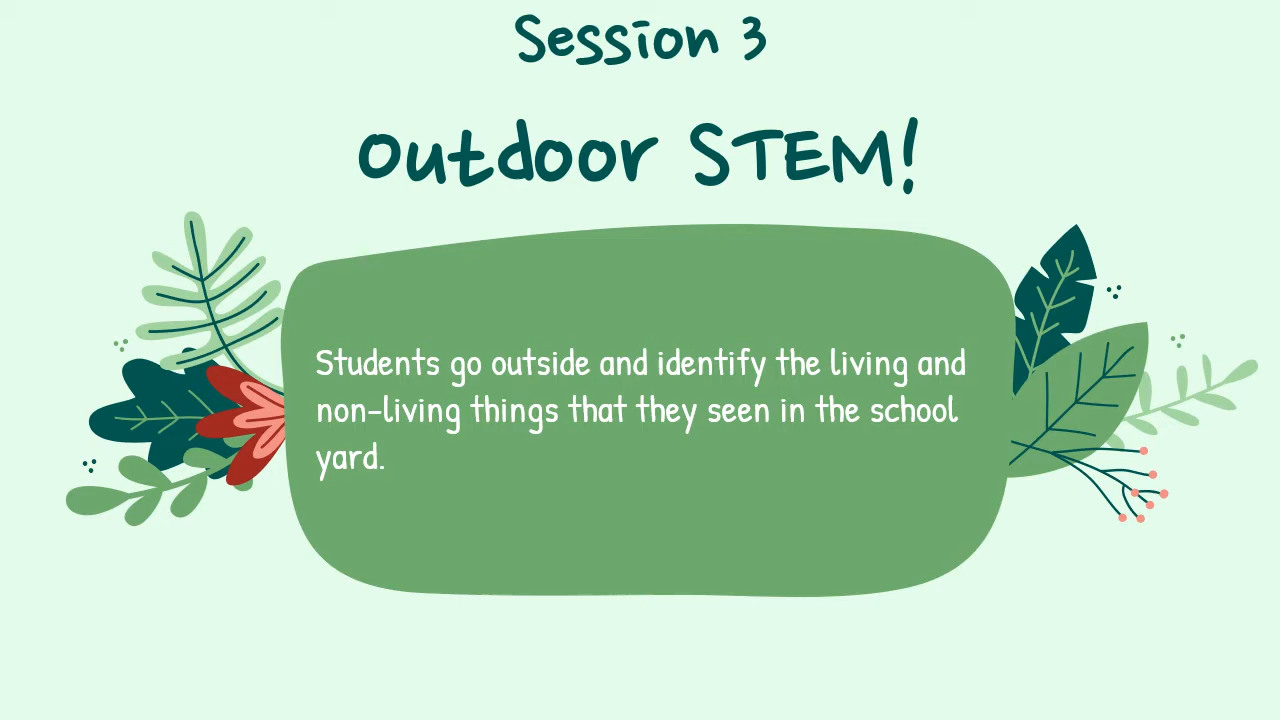 Session 3
Outdoor STEM!
Students go outside and identify the living and
non-living things that they seen in the school
yard.